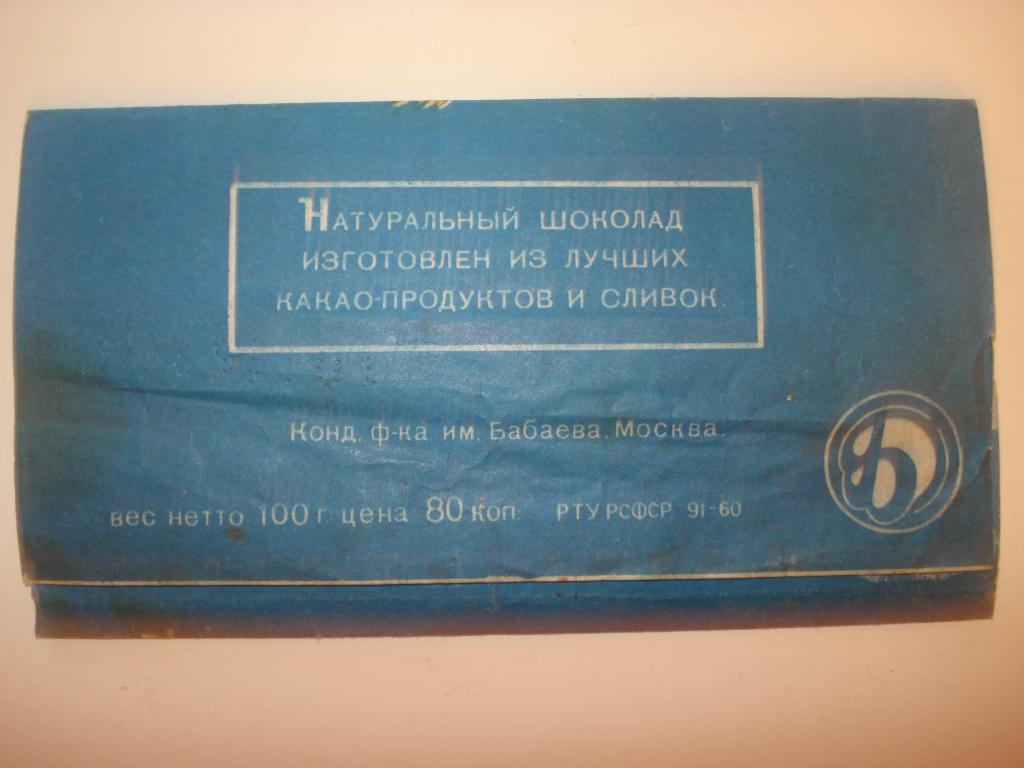 Натуральный шоколад
изготовлен из лучших
какао-продуктов и сливок.
Конд. ф-ка им. Бабаева. Москва.
вес нетто 100 г. цена 80 коп. РТУ РСФСР 91-60
Б